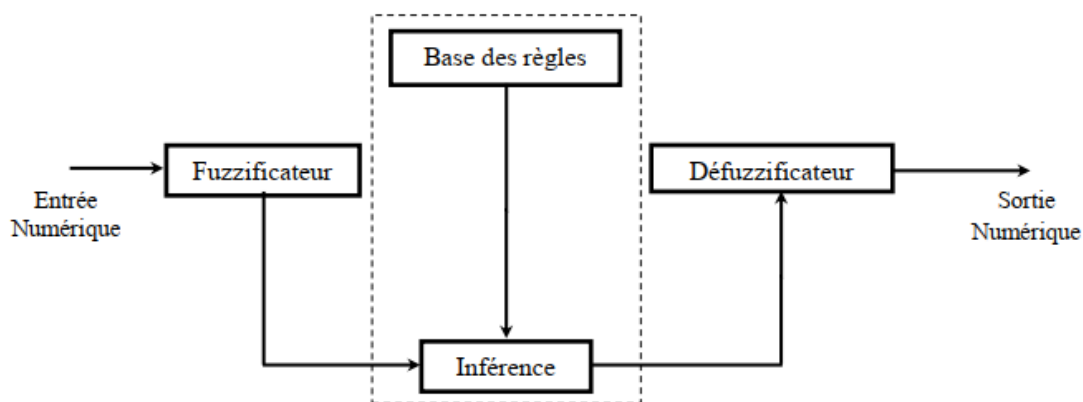 Base des règles
Fuzzificateur
Défuzzificateur
Entrée
Numérique
Sortie
Numérique
Inférence